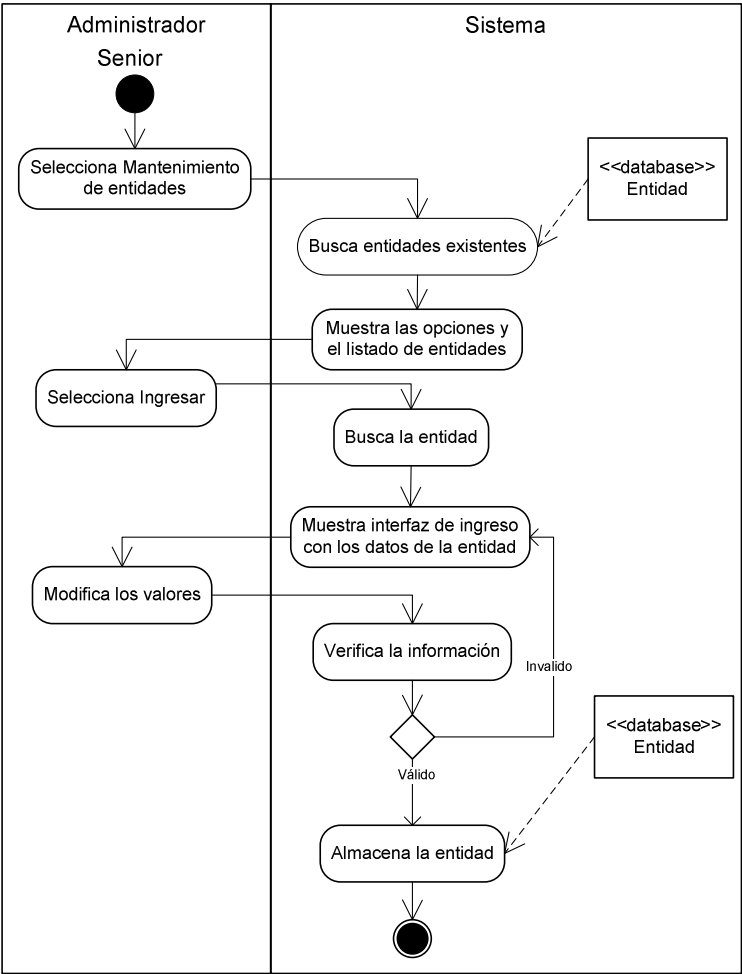 Administrador
Senior
Sistema
Selecciona Mantenimiento
de entidades
<<database>>
Entidad
Busca entidades existentes
Muestra las opciones y
el listado de entidades
Selecciona Ingresar
Busca la entidad
Muestra interfaz de ingreso
con los datos de la entidad
Modifica los valores
Verifica la información
Invalido
<<database>>
Entidad
Válido
Almacena la entidad